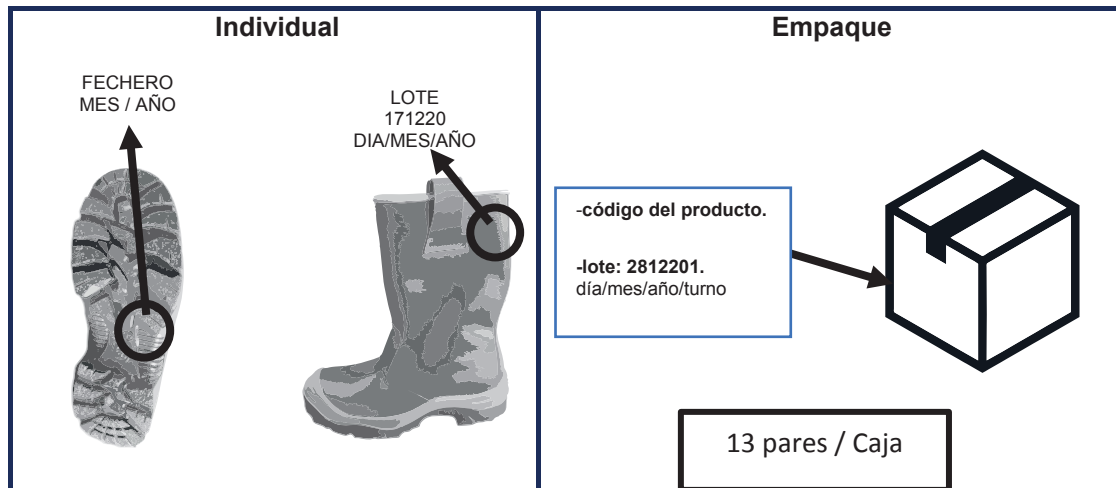 Individual
FECHERO
MES / AÑO
LOTE
171220
DIA/MES/AÑO
Empaque
-código del producto.
-lote: 2812201.
día/mes/año/turno
13 pares / Caja